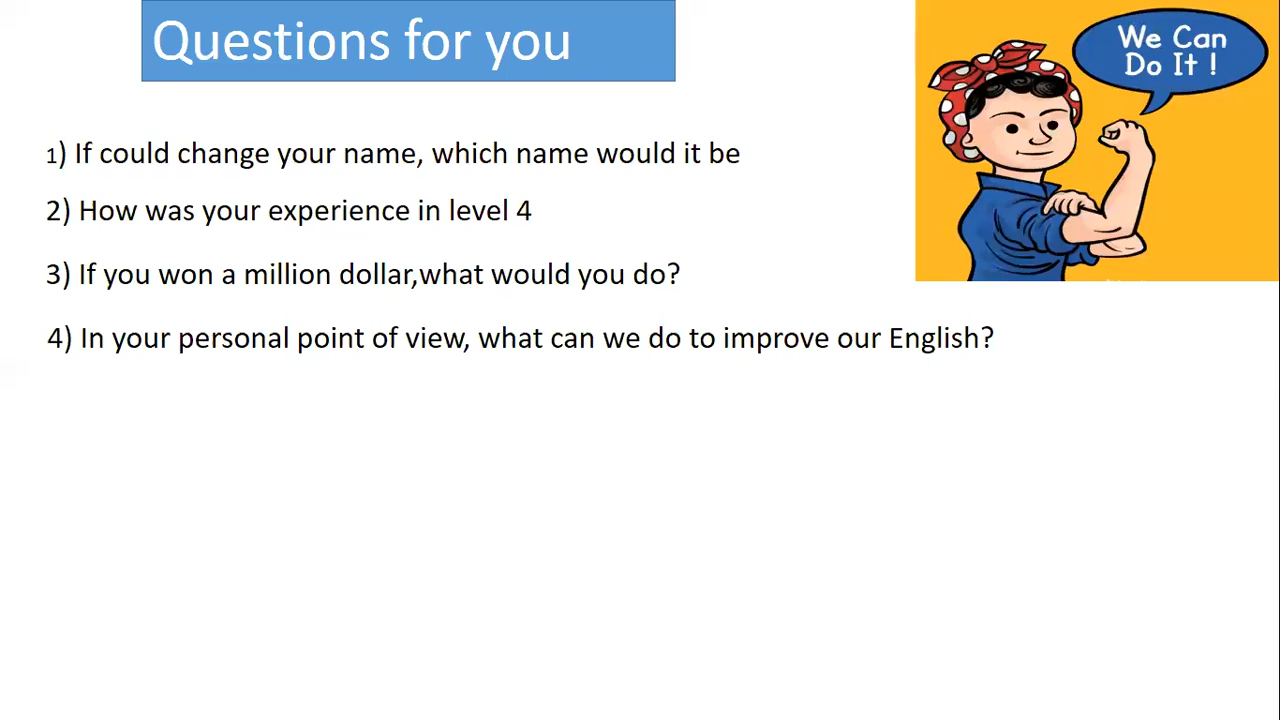 Questions for you
We Can
Do It !
1) If could change your name, which name would it be
2) How was your experience in level 4
3) If you won a million dollar,what would you do?
4) In your personal point of view, what can we do to improve our English?